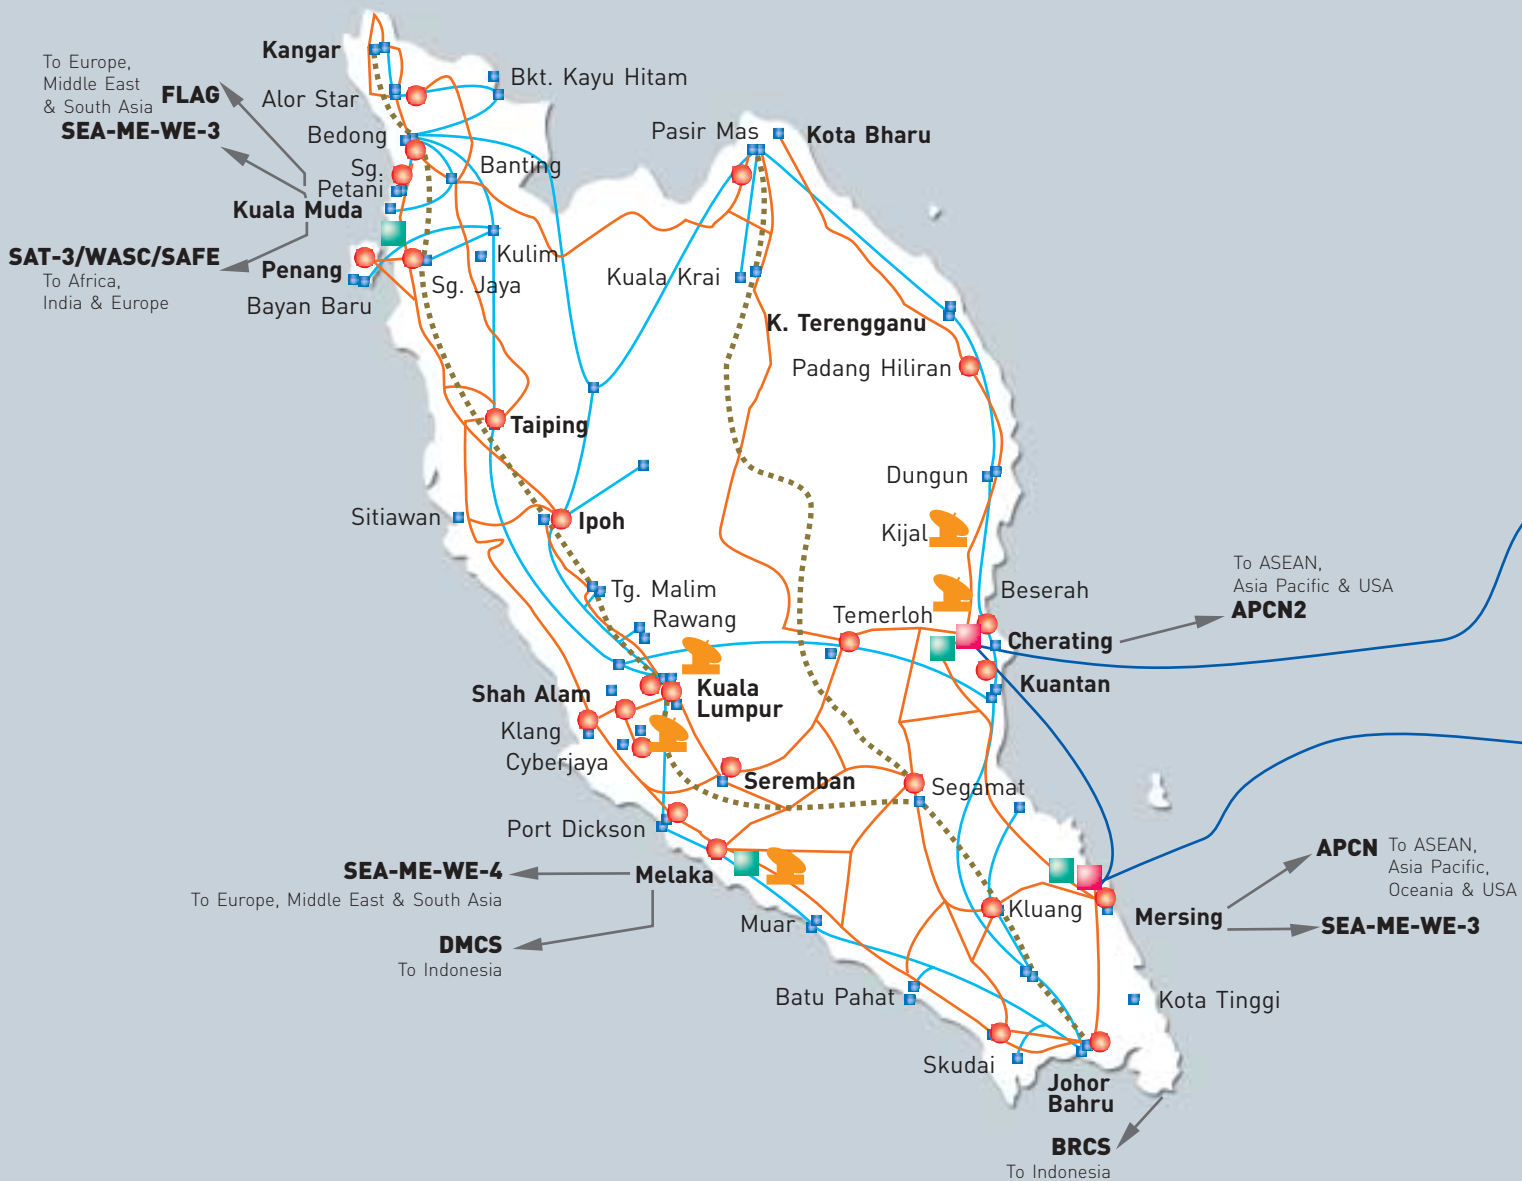 Kangar
To Europe,
Middle East
& South Asia
FLAG
SEA-ME-WE-3
Alor Star
Bkt. Kayu Hitam
Bedong
Banting
Sg.
Petani
Kuala Muda
SAT-3/WASC/SAFE
To Africa,
India & Europe
Penang
Bayan Baru
Kulim
Sg. Jaya
Pasir Mas
Kota Bharu
Kuala Krai
K. Terengganu
Padang Hiliran
Taiping
Dungun
Sitiawan
Ipoh
Kijal
Tg. Malim
Rawang
Temerloh
Beserah
To ASEAN,
Asia Pacific & USA
APCN2
Cherating
Kuantan
Shah Alam
Kuala
Lumpur
Klang
Cyberjaya
Seremban
Segamat
Port Dickson
SEA-ME-WE-4
To Europe, Middle East & South Asia
Melaka
DMCS
To Indonesia
Muar
Kluang
APCN
To ASEAN,
Asia Pacific,
Oceania & USA
Mersing
SEA-ME-WE-3
Batu Pahat
Kota Tinggi
Skudai
Johor
Bahru
BRCS
To Indonesia